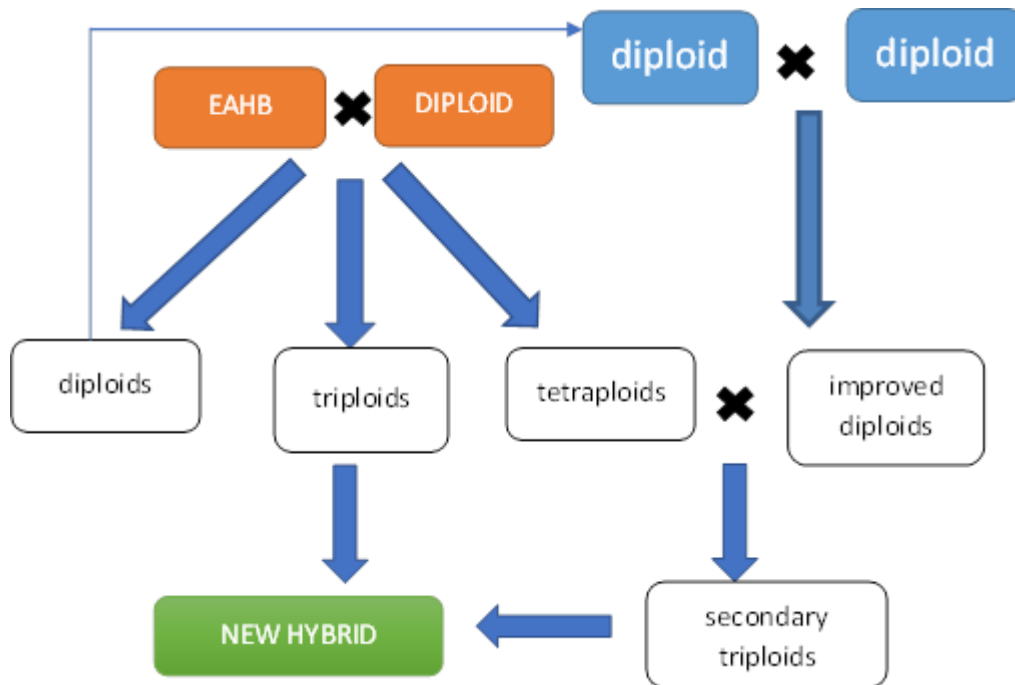 diploid
diploid
EAHB
DIPLOID
diploids
triploids
tetraploids
improved
diploids
NEW HYBRID
secondary
triploids